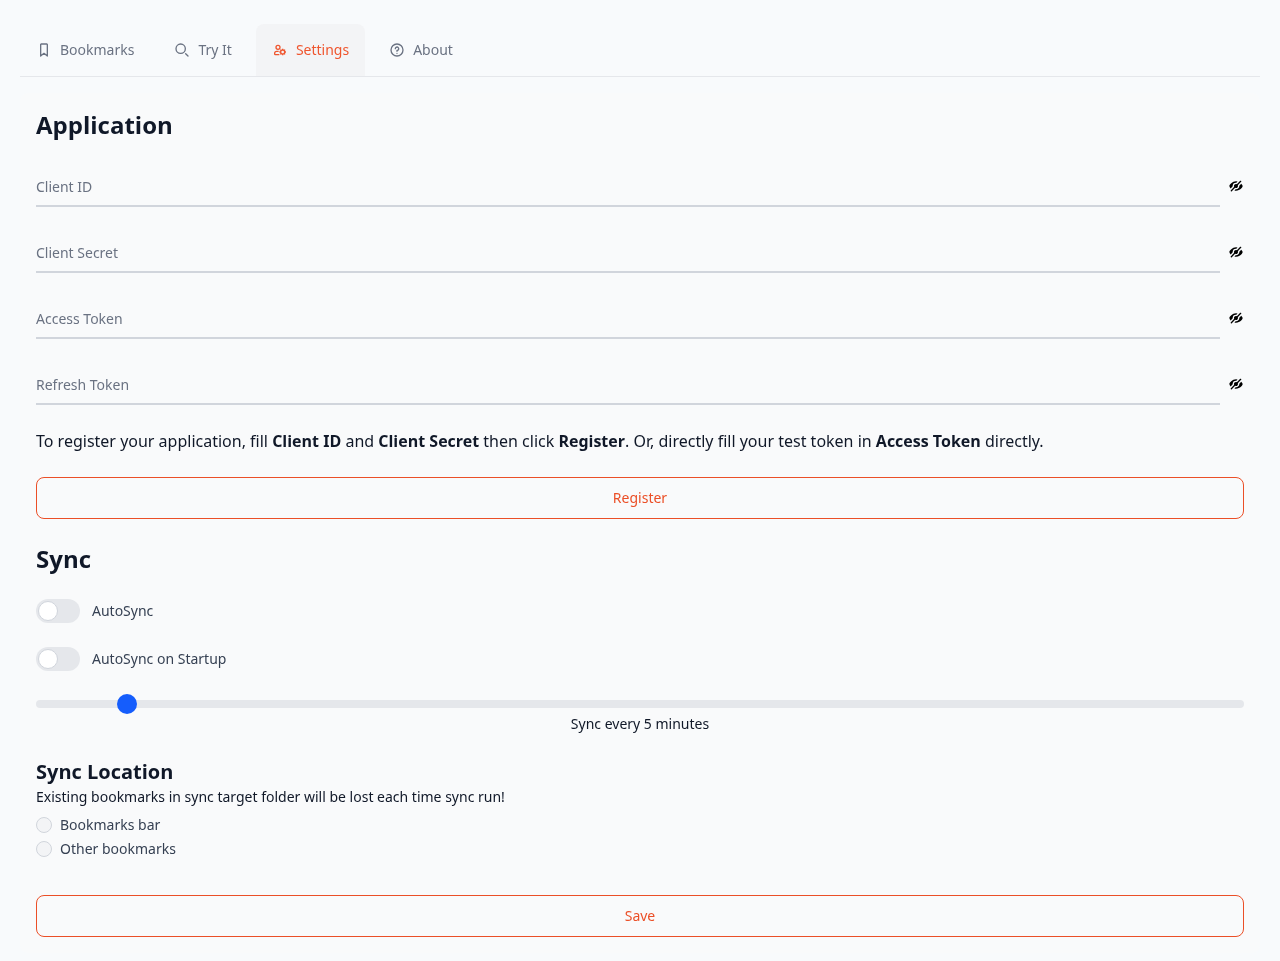 Bookmarks
Try It
Settings
About
Application
Client ID
Client Secret
Access Token
Refresh Token
To register your application, fill Client ID and Client Secret then click Register. Or, directly fill your test token in Access Token directly.
Register
Sync
AutoSync
AutoSync on Startup
Sync every 5 minutes
Sync Location
Existing bookmarks in sync target folder will be lost each time sync run!
Bookmarks bar
Other bookmarks
Save